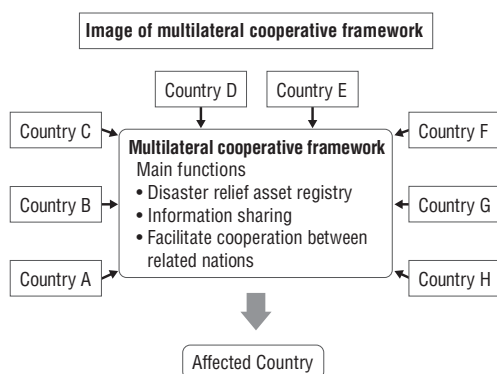 Image of multilateral cooperative framework
Country D
Country E
Country C
Country F
Multilateral cooperative framework
Main functions
• Disaster relief asset registry
• Information sharing
• Facilitate cooperation between
related nations
Country B
Country G
Country A
Country H
Affected Country